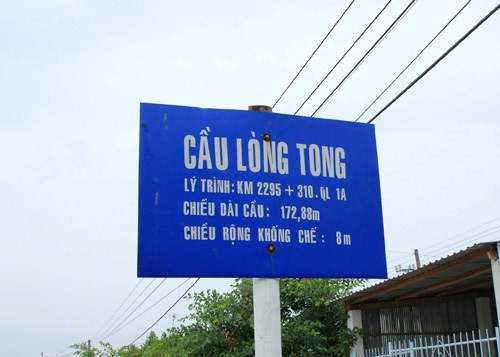 CẦU LÒNG TONG
LÝ TRÌNH: KM 2295 + 310. QL 1A
CHIỀU DÀI CẦU: 172,88m
CHIỀU RỘNG KHỐNG CHẾ: 8m